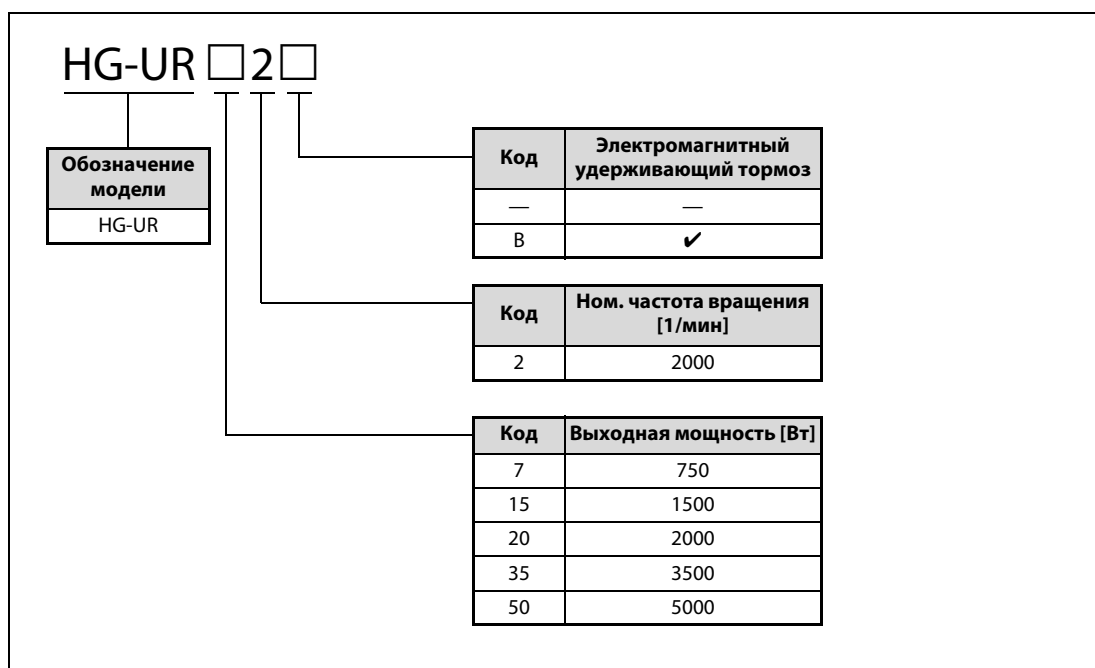 HG-UR □2□
Обозначение
модели
HG-UR
Код Электромагнитный
удерживающий тормоз
— —
B ✔
Код Ном. частота вращения
[1/мин]
2 2000
Код Выходная мощность [Вт]
7 750
15 1500
20 2000
35 3500
50 5000